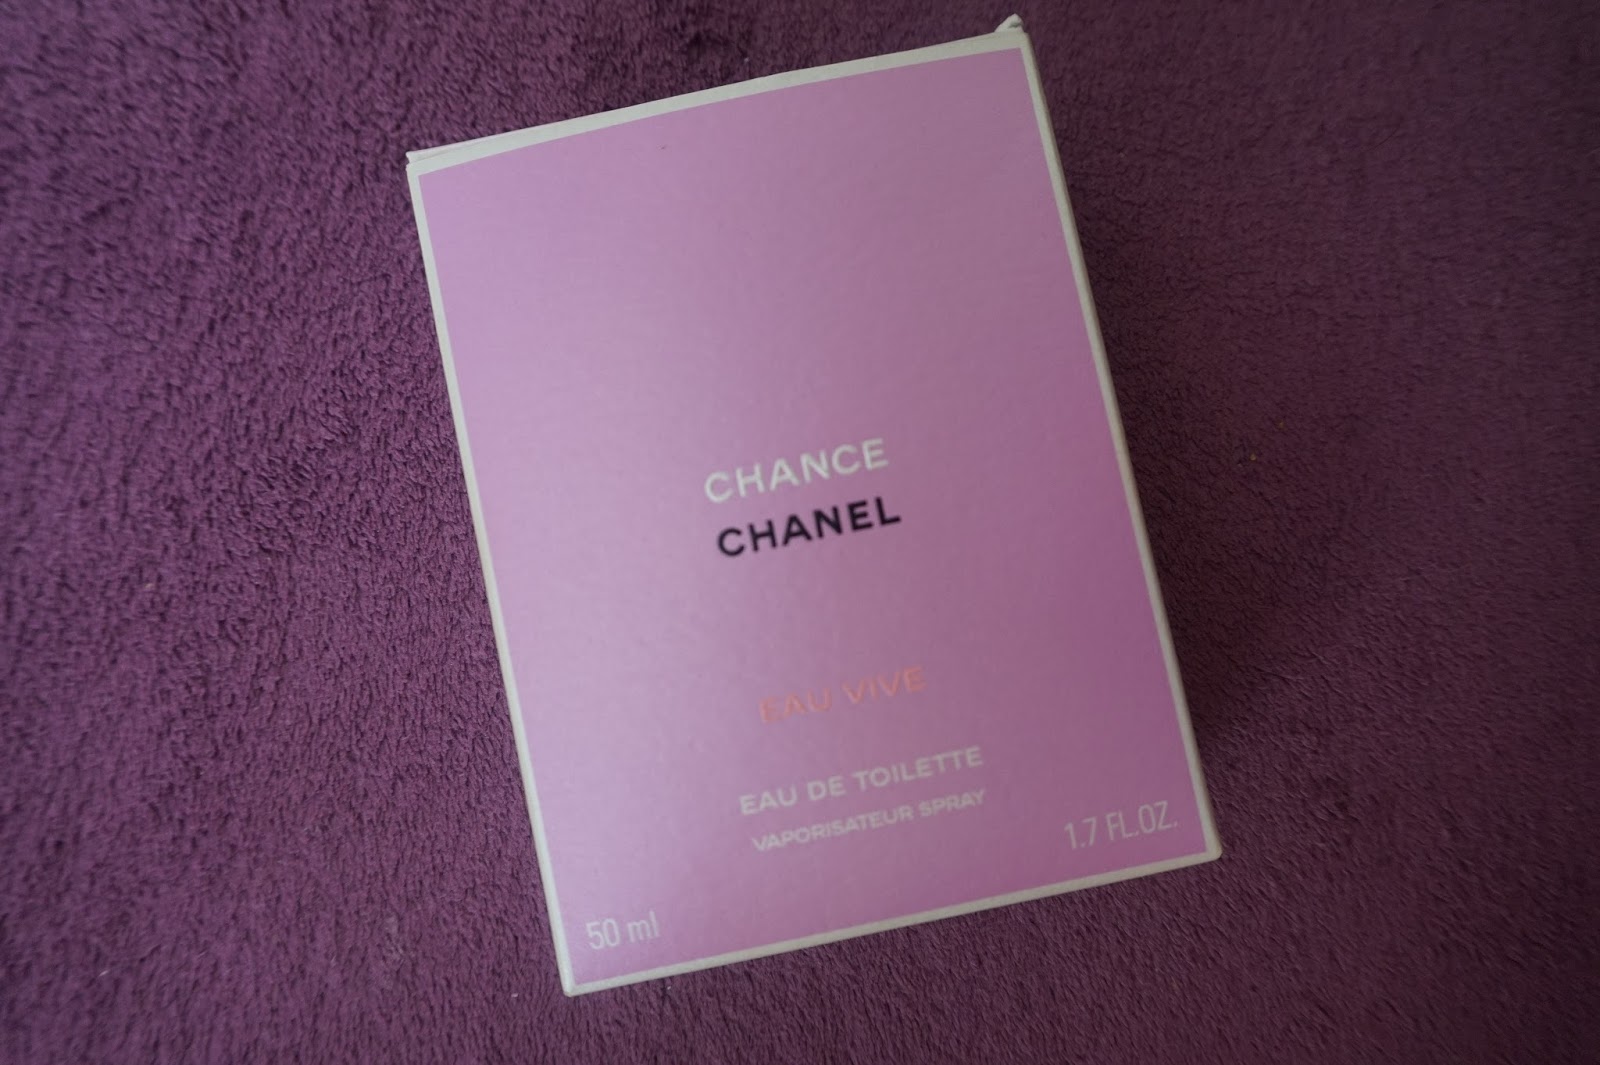 CHANCE
CHANEL
EAU VIVE
EAU DE TOILETTE
VAPORISATEUR SPRAY
50 ml
1.7 FL.OZ.